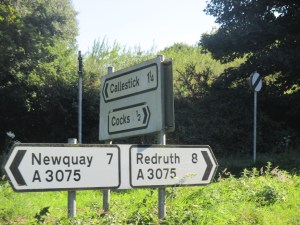 Callestick 1¼
Cocks ½
Newquay 7
A 3075
Redruth 8
A 3075